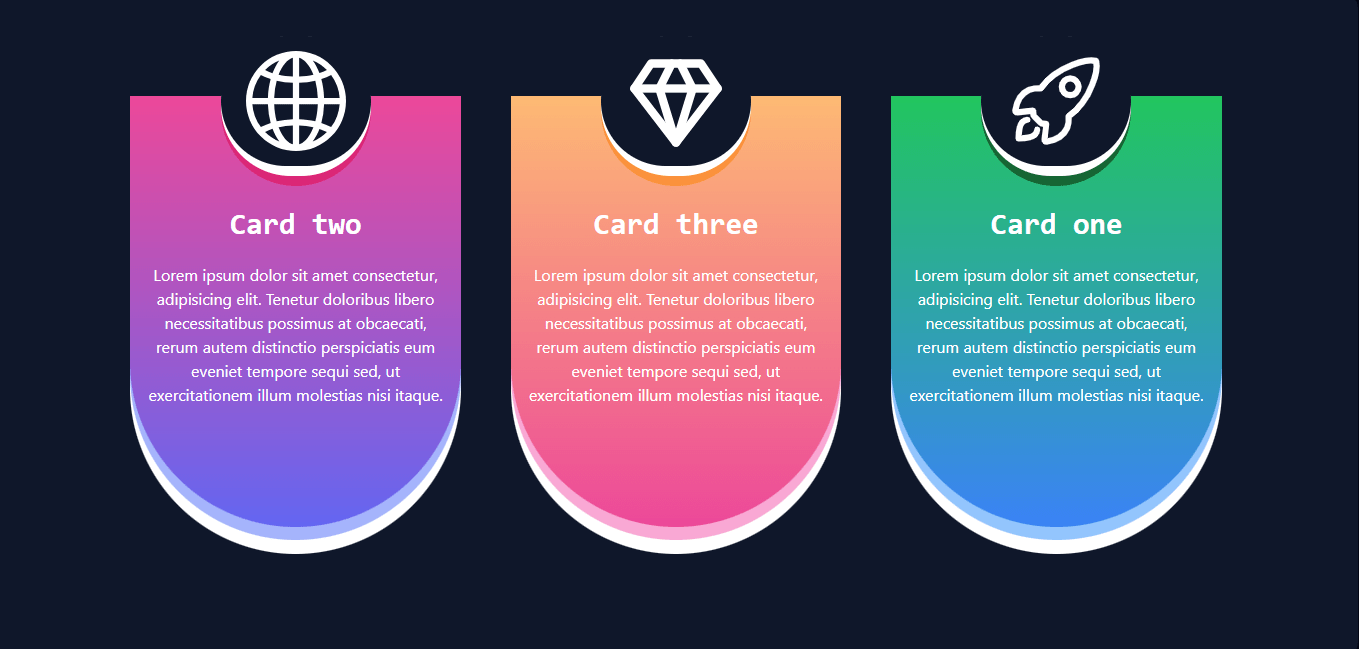 Card two
Lorem ipsum dolor sit amet consectetur,
adipisicing elit. Tenetur doloribus libero
necessitatibus possimus at obcaecati,
rerum autem distinctio perspiciatis eum
eveniet tempore sequi sed, ut
exercitationem illum molestias nisi itaque.
Card three
Lorem ipsum dolor sit amet consectetur,
adipisicing elit. Tenetur doloribus libero
necessitatibus possimus at obcaecati,
rerum autem distinctio perspiciatis eum
eveniet tempore sequi sed, ut
exercitationem illum molestias nisi itaque.
Card one
Lorem ipsum dolor sit amet consectetur,
adipisicing elit. Tenetur doloribus libero
necessitatibus possimus at obcaecati,
rerum autem distinctio perspiciatis eum
eveniet tempore sequi sed, ut
exercitationem illum molestias nisi itaque.